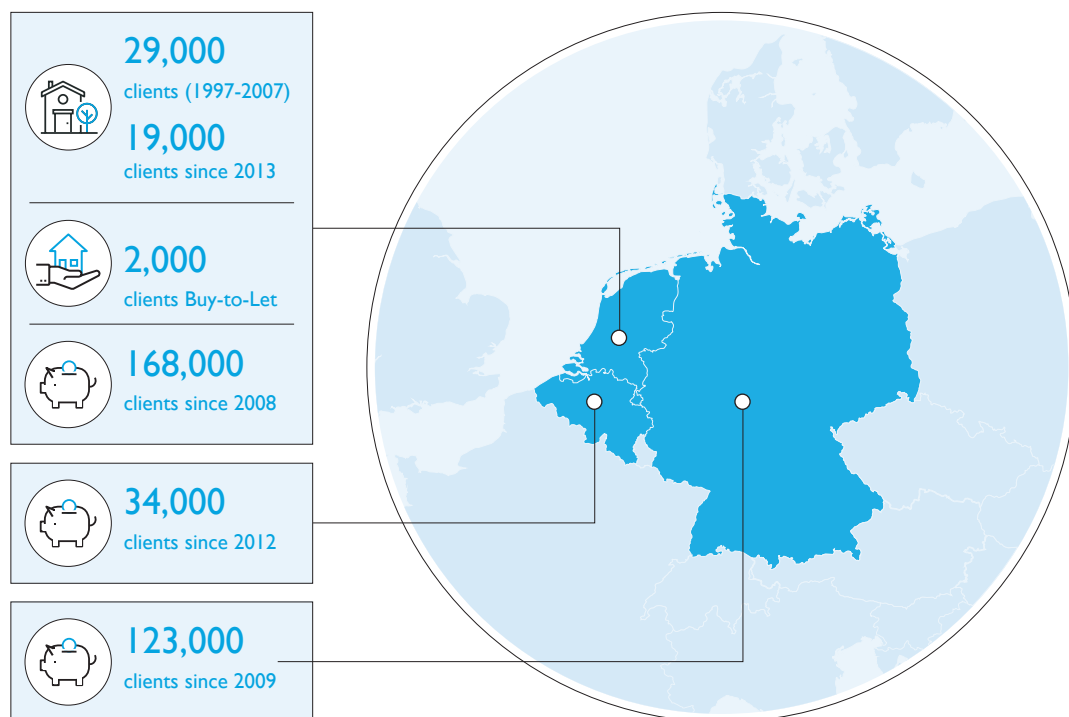 29,000
clients (1997-2007)
19,000
clients since 2013
2,000
clients Buy-to-Let
168,000
clients since 2008
34,000
clients since 2012
123,000
clients since 2009